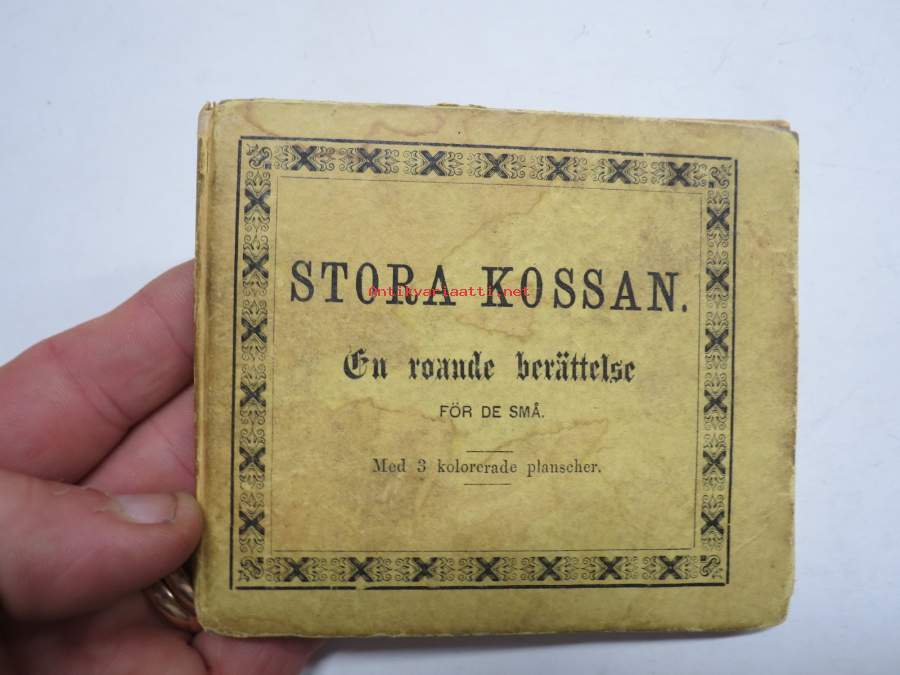 STORA KOSSAN.
Antikvariaatti.net
En roande berättelse
FÖR DE SMÅ.
Med 3 kolorerade planscher.